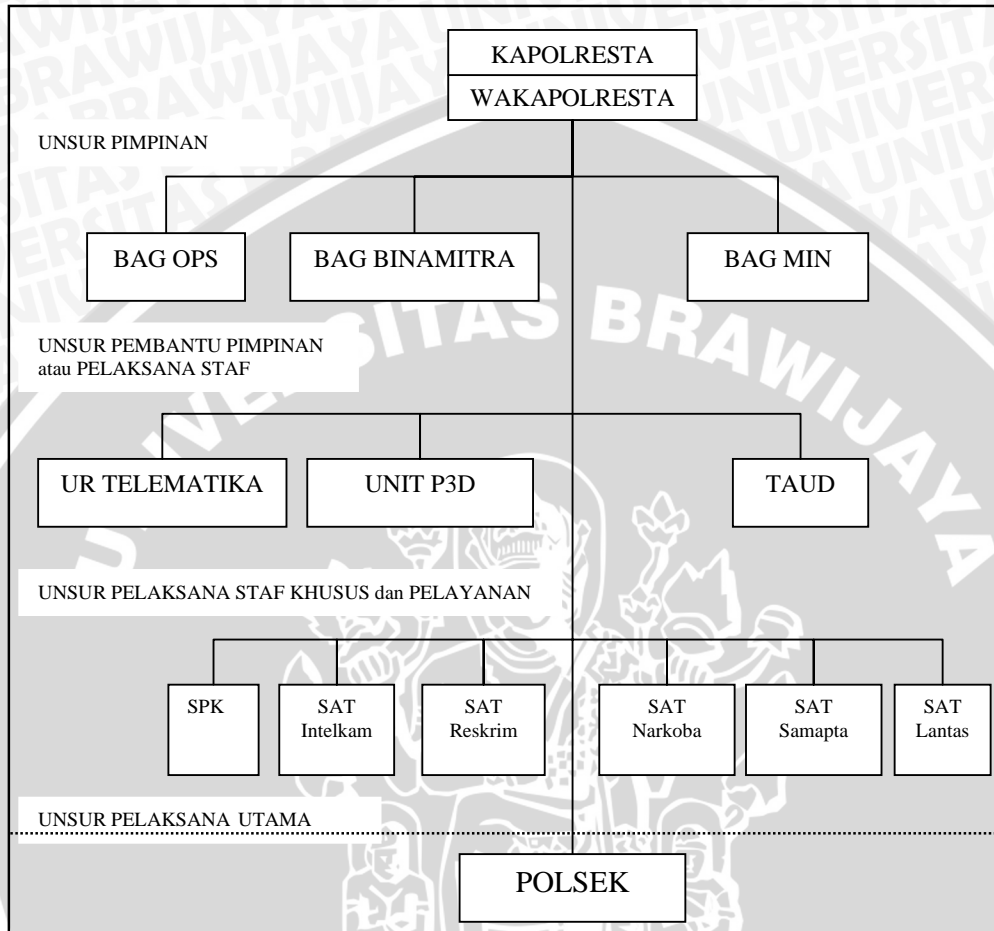 KAPOLRESTA
WAKAPOLRESTA
UNSUR PIMPINAN
BAG OPS
BAG BINAMITRA
BAG MIN
UNSUR PEMBANTU PIMPINAN
atau PELAKSANA STAF
UR TELEMATIKA
UNIT P3D
TAUD
UNSUR PELAKSANA STAF KHUSUS dan PELAYANAN
SPK
SAT
Intelkam
SAT
Reskrim
SAT
Narkoba
SAT
Samapta
SAT
Lantas
UNSUR PELAKSANA UTAMA
POLSEK
UNIVERSITAS BRAWIJAYA